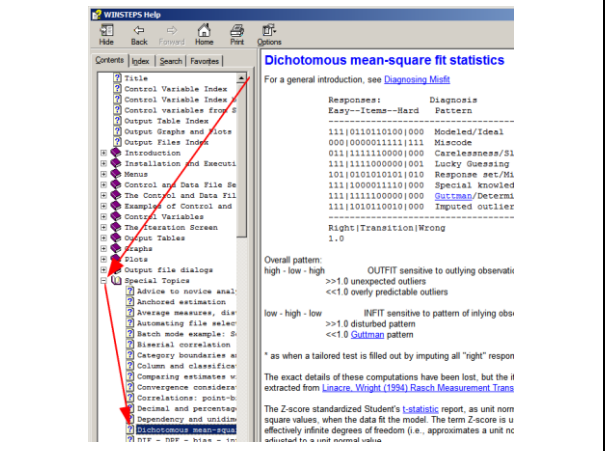 WINSTEPS Help
Hide Back Forward Home Print Options
Contents Index Search Favorites
Title
Control Variable Index
Control Variable Index
Control variables from
Output Table Index
Output Graphs and Plots
Output Files Index
Introduction
Installation and Executi
Menus
Control and Data File Se
The Control and Data Fil
Examples of Control and
Control Variables
The Iteration Screen
Output Tables
Graphs
Plots
Output file dialogs
Special Topics
Advice to novice anal
Anchored estimation
Average measures, dis
Automating file selec
Batch mode example: S
Biserial correlation
Category boundaries a
Column and classifica
Comparing estimates w
Convergence considera
Correlations: point-b
Decimal and percentag
Dependency and unidim
Dichotomous mean-squa
DIF - DPF - bias - in
Dichotomous mean-square fit statistics
For a general introduction, see Diagnosing Misfit
Responses: Diagnosis
Easy--Items--Hard Pattern
111|0110110100|000 Modeled/Ideal
000|0000011111|111 Miscode
011|1111110000|000 Carelessness/Sl
111|1111000000|001 Lucky Guessing
101|0101010101|010 Response set/Mi
111|1000011110|000 Special knowled
111|1111100000|000 Guttman/Determi
111|1010110010|000 Imputed outlier
Right|Transition|Wrong
1.0
Overall pattern:
high - low - high OUTFIT sensitive to outlying observatio
>>1.0 unexpected outliers
<<1.0 overly predictable outliers
low - high - low INFIT sensitive to pattern of inlying obse
>>1.0 disturbed pattern
<<1.0 Guttman pattern
* as when a tailored test is filled out by imputing all "right" respon
The exact details of these computations have been lost, but the it
extracted from Linacre, Wright (1994) Rasch Measurement Trans
The Z-score standardized Student's t-statistic report, as unit norm
square values, when the data fit the model. The term Z-score is u
effectively infinite degrees of freedom (i.e., approximates a unit no
adjusted to a unit normal value.